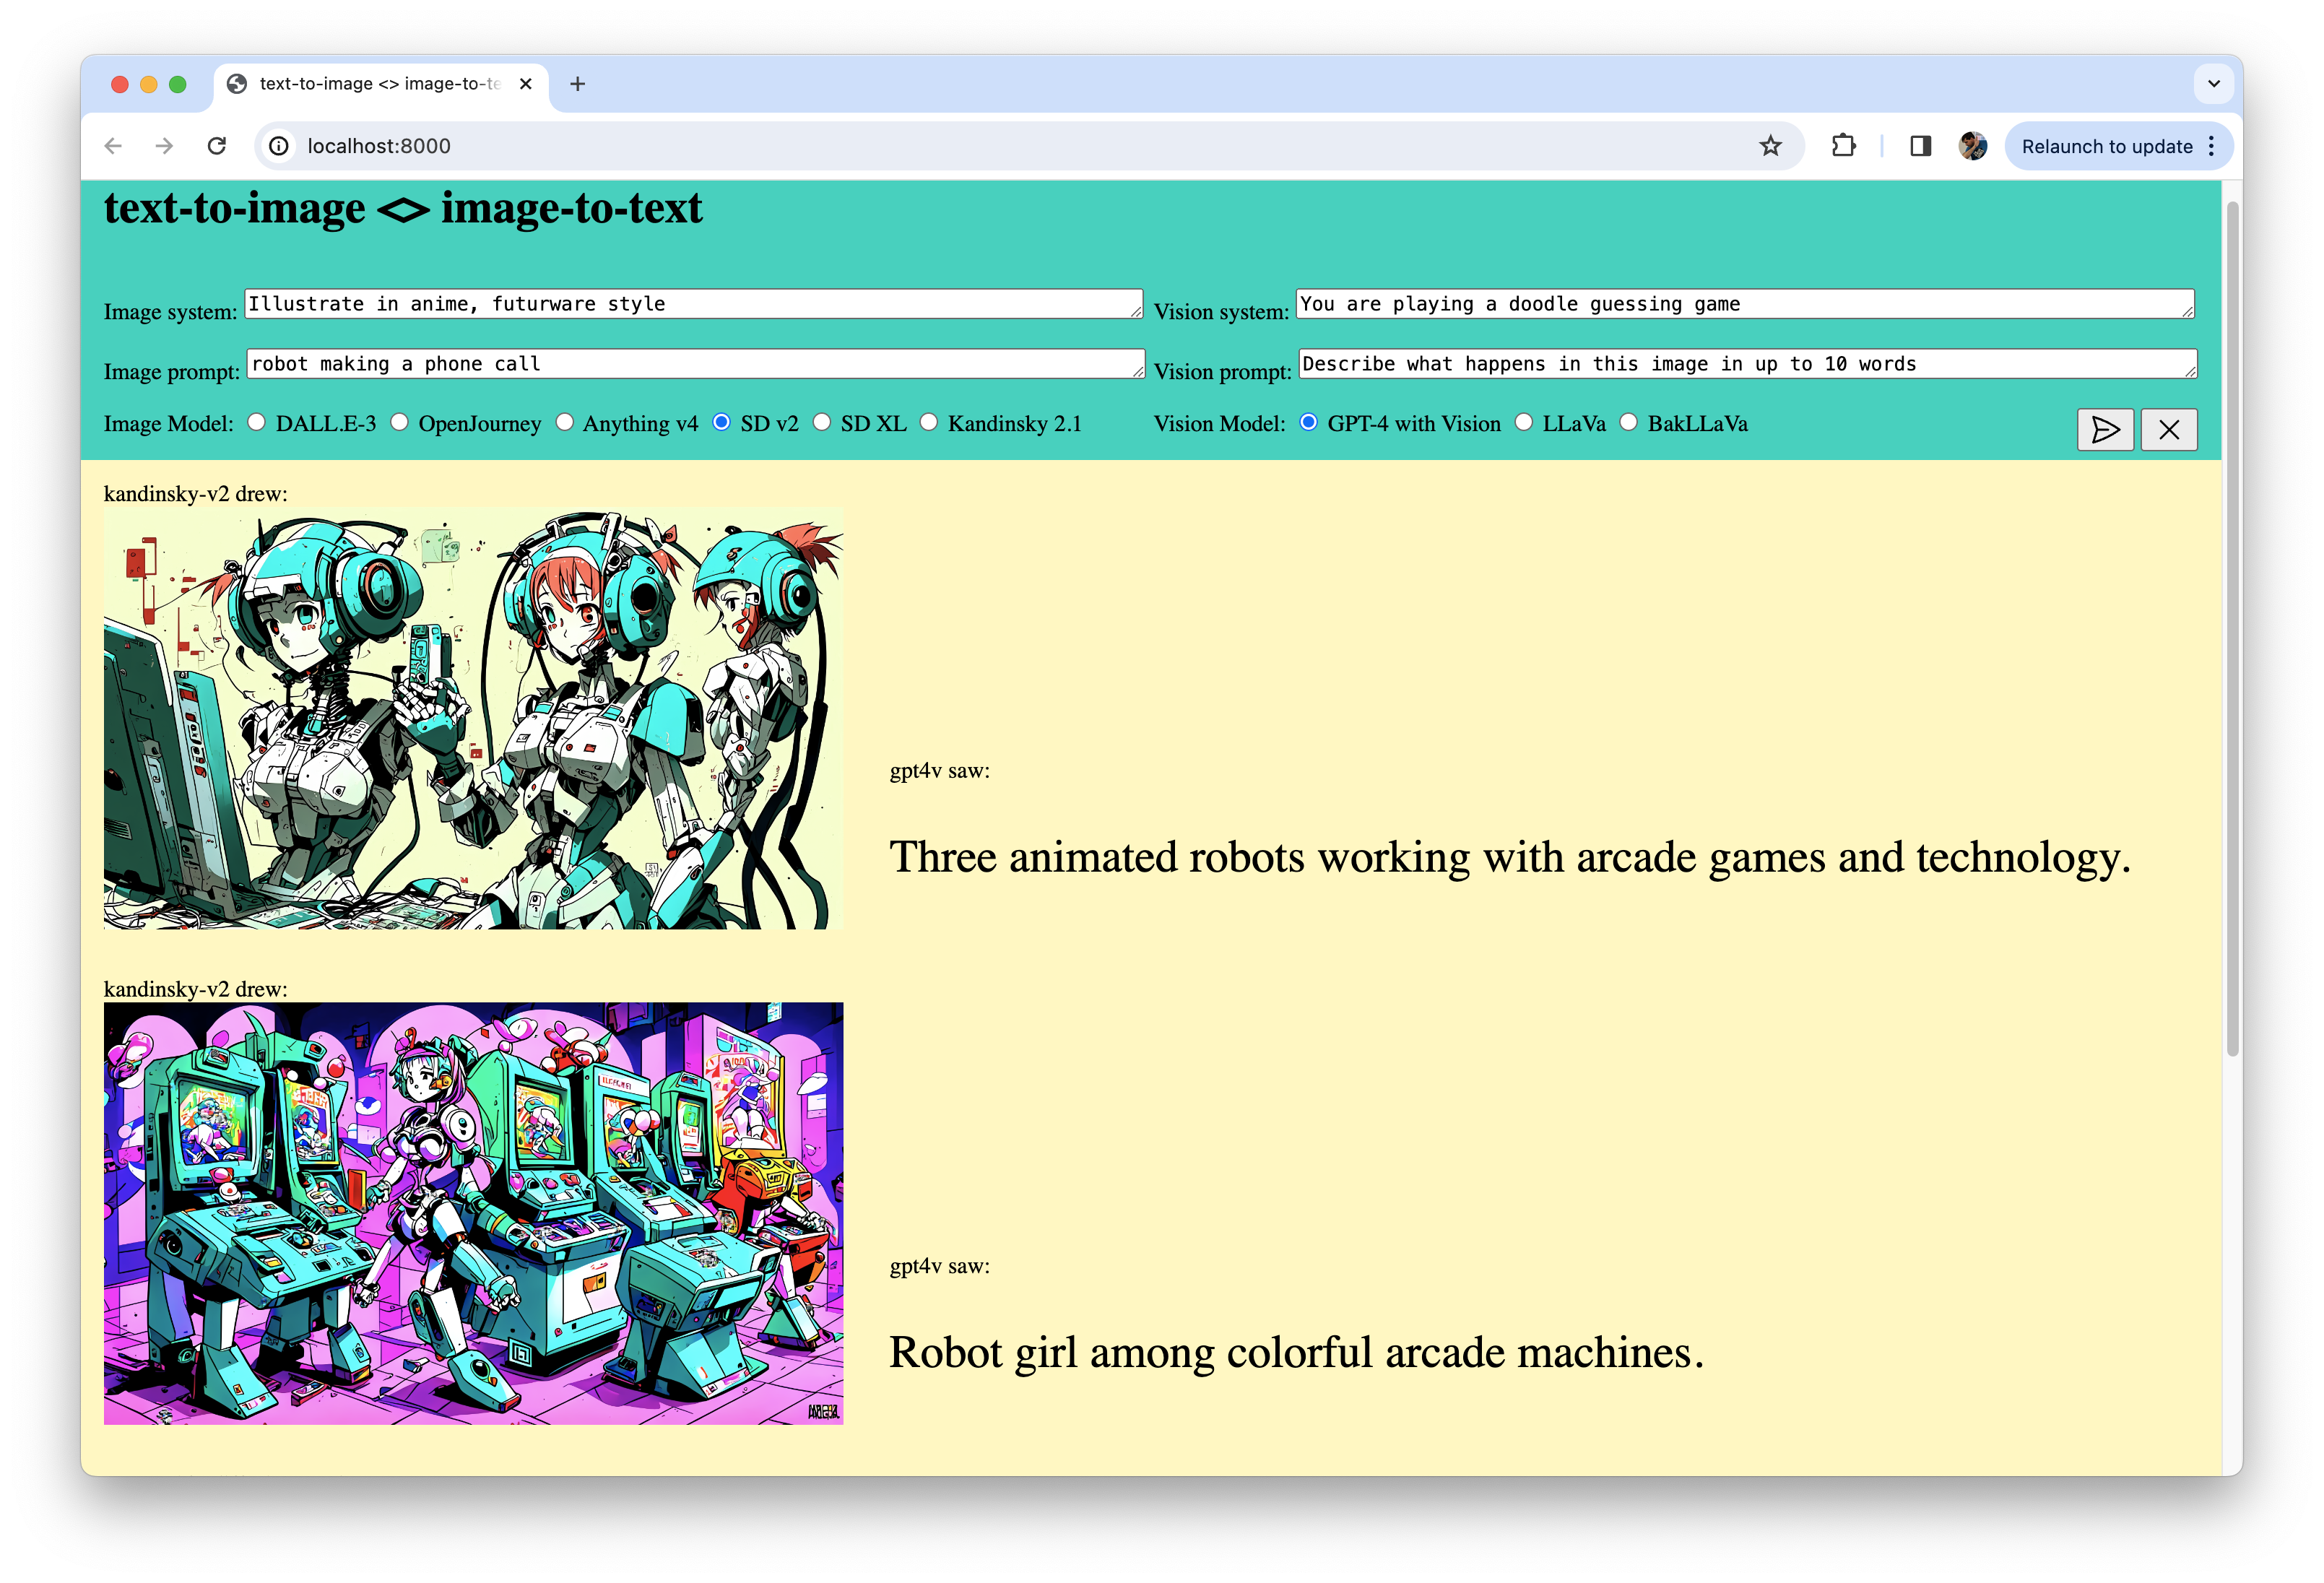 text-to-image <> image-to-te
localhost:8000
Relaunch to update
text-to-image <> image-to-text
Image system: Illustrate in anime, futurware style
Vision system: You are playing a doodle guessing game
Image prompt: robot making a phone call
Vision prompt: Describe what happens in this image in up to 10 words
Image Model: DALL.E-3 OpenJourney Anything v4 SD v2 SD XL Kandinsky 2.1
Vision Model: GPT-4 with Vision LLaVa BakLLaVa
kandinsky-v2 drew:
gpt4v saw:
Three animated robots working with arcade games and technology.
kandinsky-v2 drew:
gpt4v saw:
Robot girl among colorful arcade machines.